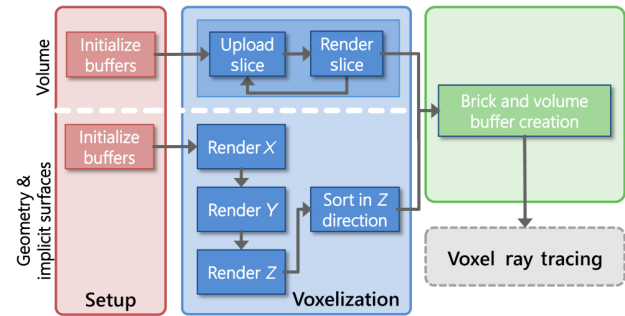 Volume
Initialize
buffers
Upload
slice
Render
slice
Brick and volume
buffer creation
Geometry &
implicit surfaces
Initialize
buffers
Render X
Render Y
Render Z
Sort in Z
direction
Voxel ray tracing
Setup
Voxelization